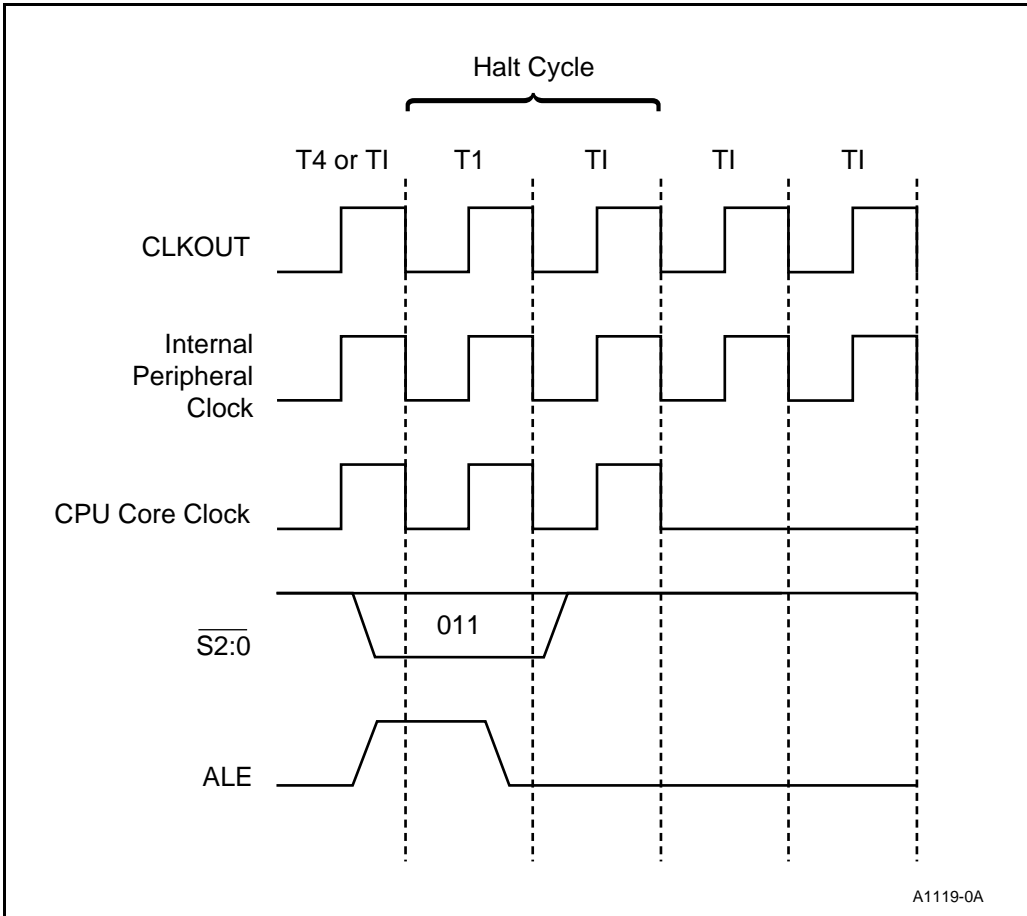 Halt Cycle
T4 or TI T1 TI TI TI
CLKOUT
Internal
Peripheral
Clock
CPU Core Clock
S2:0
011
ALE
A1119-0A